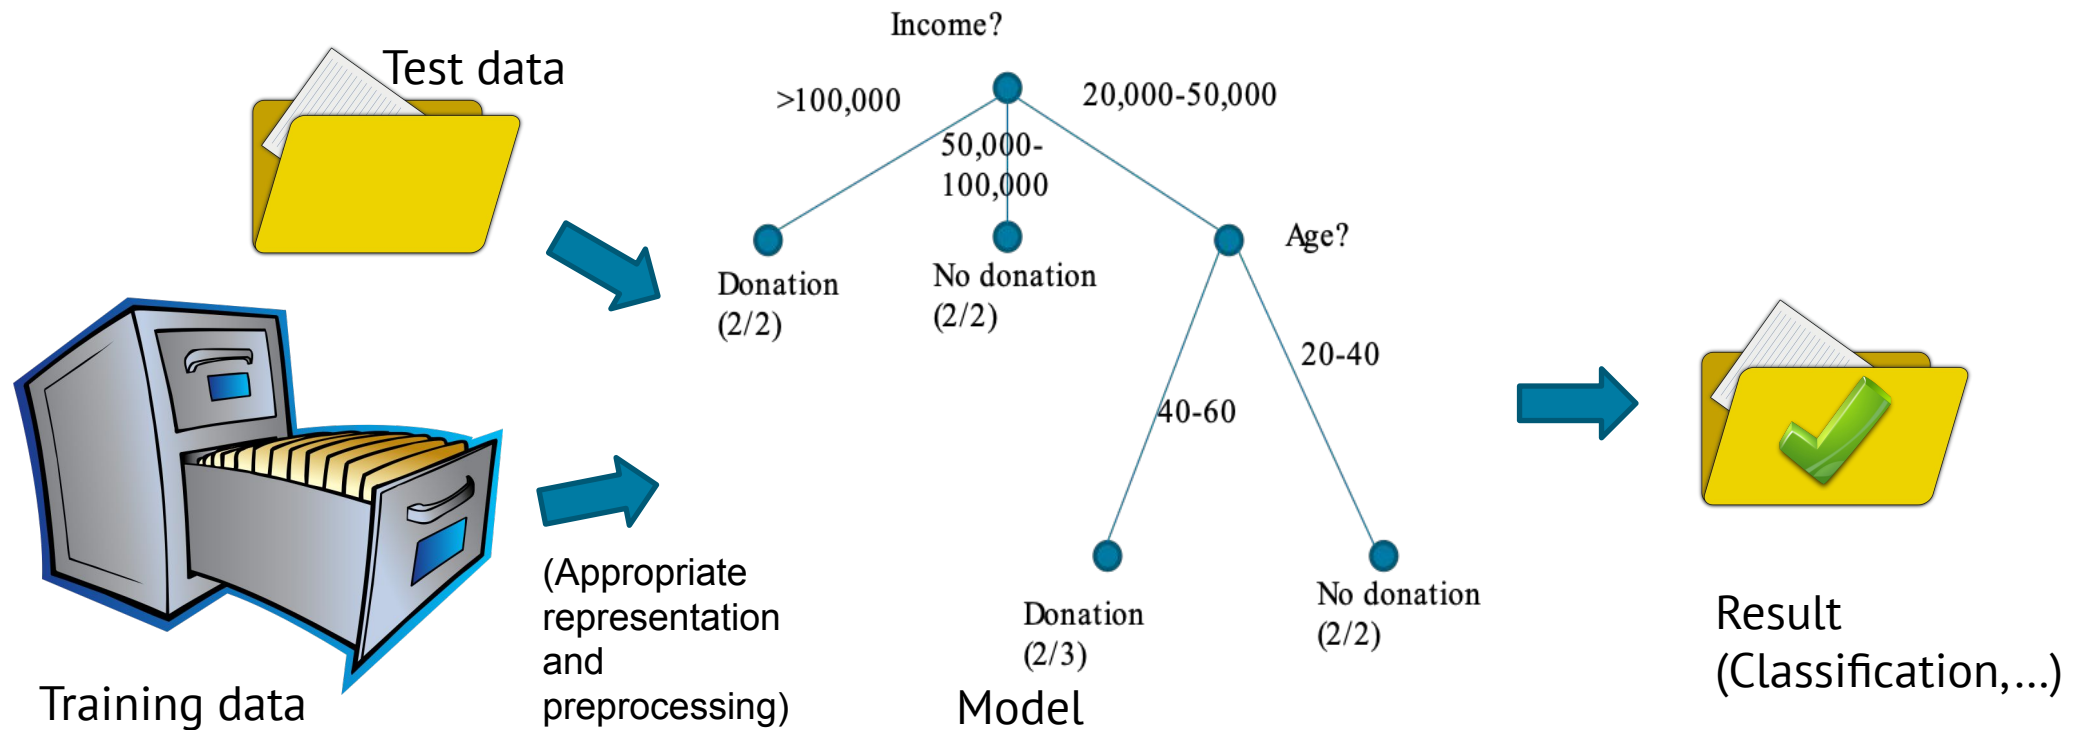 Test data
Income?
>100,000
20,000-50,000
50,000-
100,000
Age?
Donation
(2/2)
No donation
(2/2)
20-40
40-60
Donation
(2/3)
No donation
(2/2)
(Appropriate
representation
and
preprocessing)
Training data
Model
Result
(Classification,...)